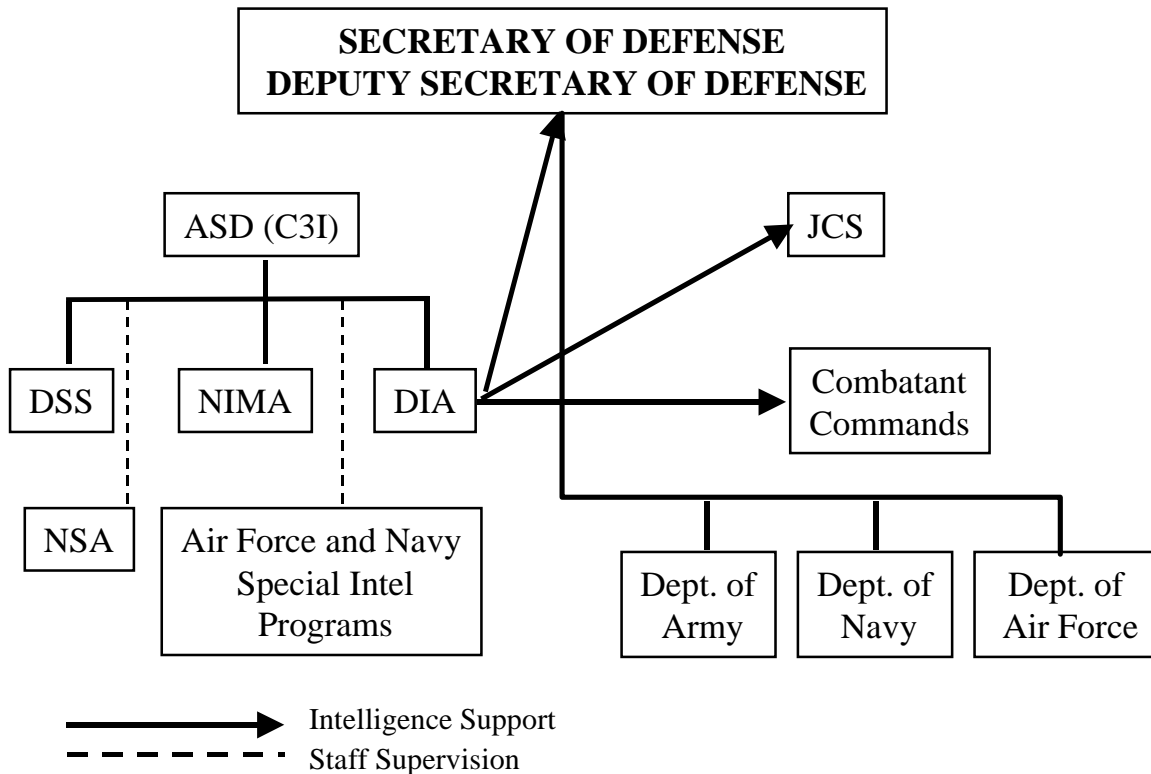 SECRETARY OF DEFENSE
DEPUTY SECRETARY OF DEFENSE
ASD (C3I)
JCS
DSS
NIMA
DIA
Combatant
Commands
NSA
Air Force and Navy
Special Intel
Programs
Dept. of
Army
Dept. of
Navy
Dept. of
Air Force
Intelligence Support
Staff Supervision